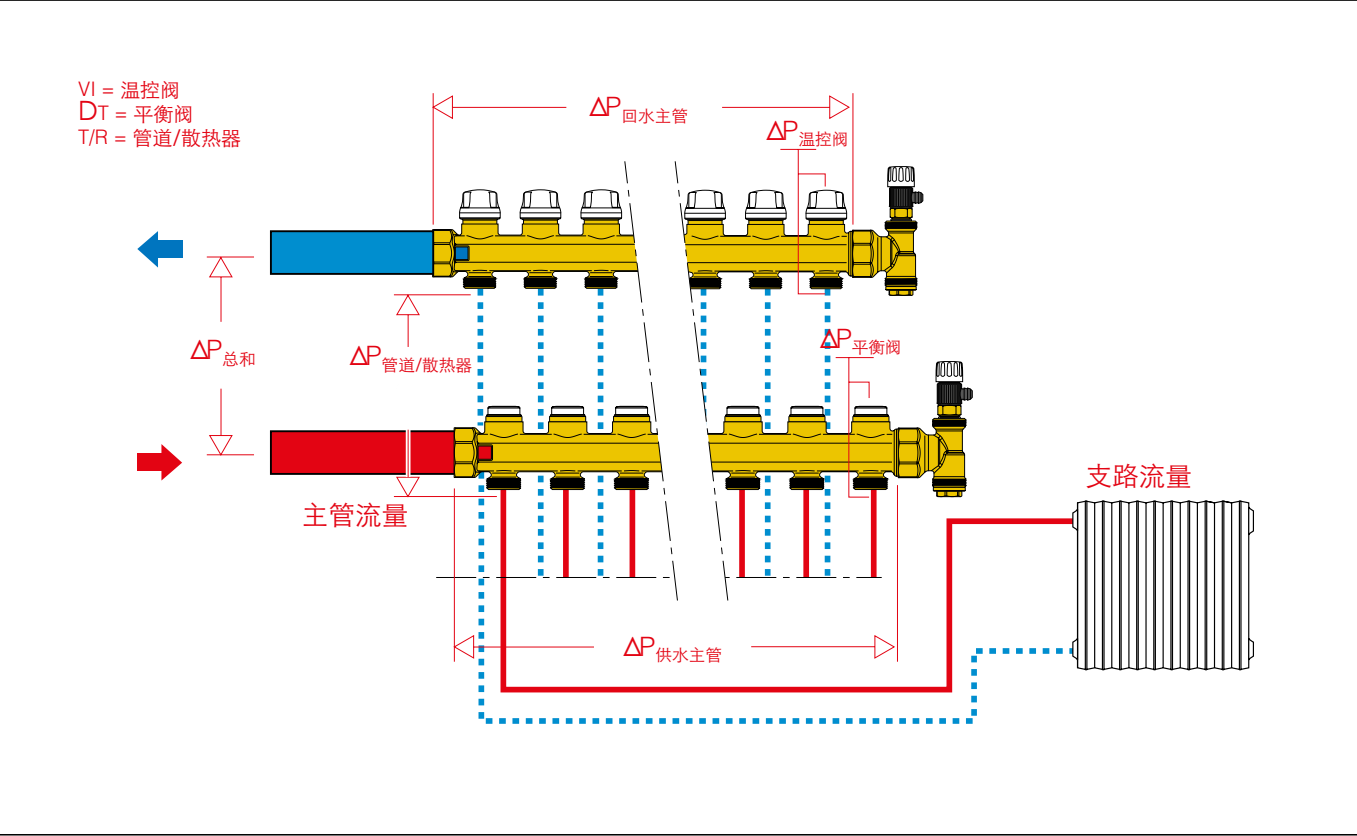 VI = 温控阀
DT = 平衡阀
T/R = 管道/散热器
ΔP回水主管
ΔP温控阀
ΔP总和
ΔP管道/散热器
ΔP平衡阀
主管流量
支路流量
ΔP供水主管